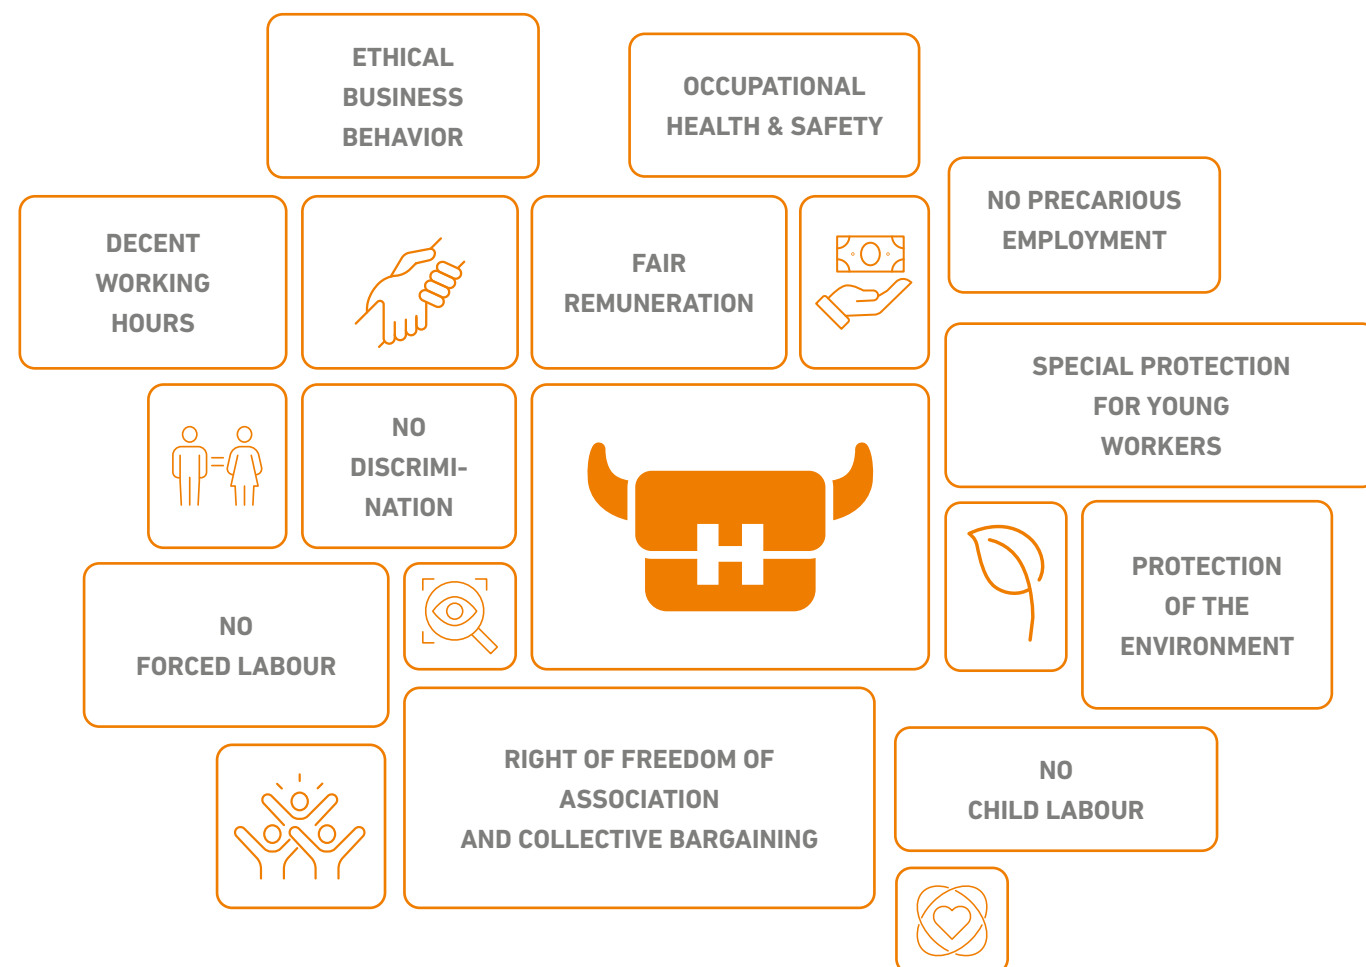 ETHICAL
BUSINESS
BEHAVIOR
OCCUPATIONAL
HEALTH & SAFETY
NO PRECARIOUS
EMPLOYMENT
DECENT
WORKING
HOURS
FAIR
REMUNERATION
SPECIAL PROTECTION
FOR YOUNG
WORKERS
NO
DISCRIMI-
NATION
H
PROTECTION
OF THE
ENVIRONMENT
NO
FORCED LABOUR
RIGHT OF FREEDOM OF
ASSOCIATION
AND COLLECTIVE BARGAINING
NO
CHILD LABOUR